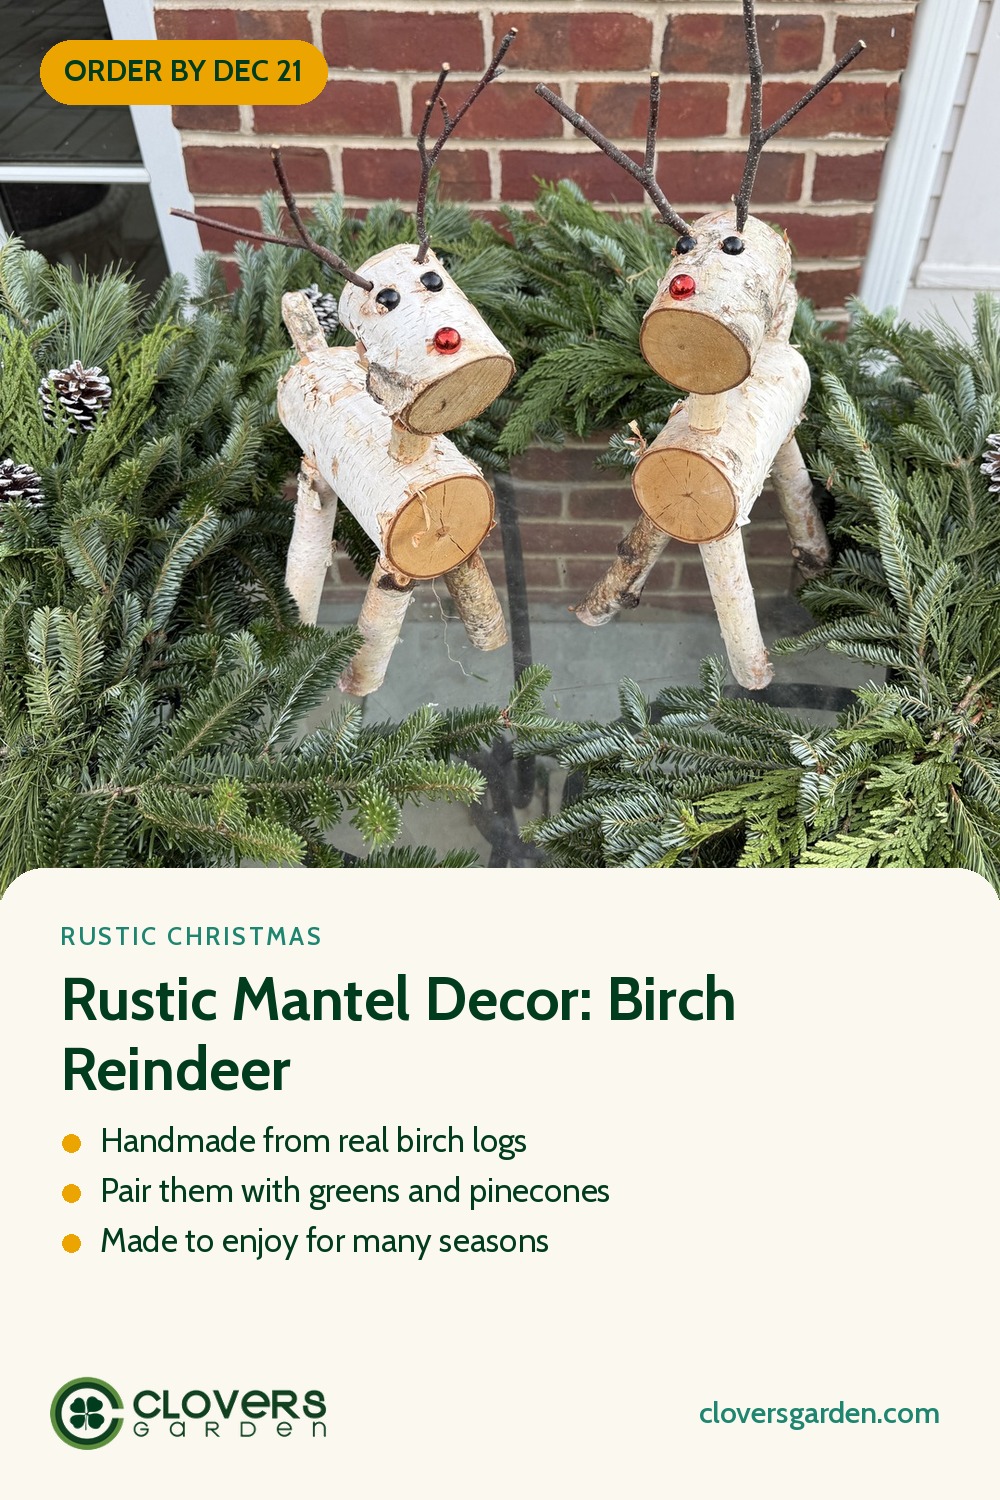 ORDER BY DEC 21
RUSTIC CHRISTMAS
Rustic Mantel Decor: Birch
Reindeer
Handmade from real birch logs
Pair them with greens and pinecones
Made to enjoy for many seasons
CLOVERS
GARDEN
cloversgarden.com